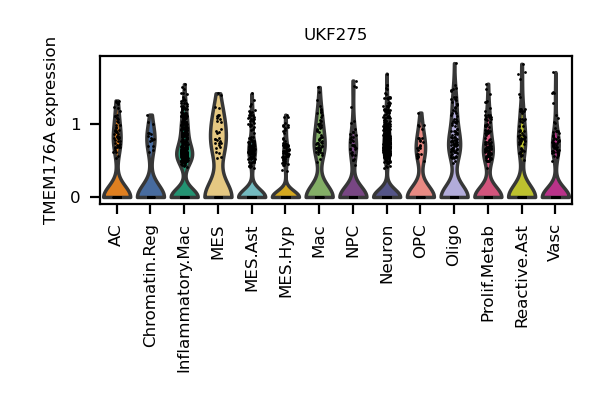 UKF275
TMEM176A expression
1
0
AC
Chromatin.Reg
Inflammatory.Mac
MES
MES.Ast
MES.Hyp
Mac
NPC
Neuron
OPC
Oligo
Prolif.Metab
Reactive.Ast
Vasc